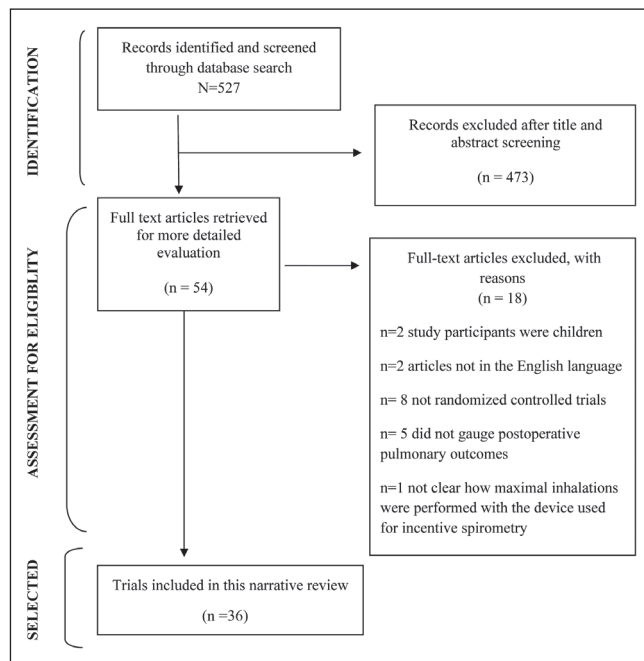 IDENTIFICATION
Records identified and screened
through database search
N=527
Records excluded after title and
abstract screening
(n = 473)
ASSESSMENT FOR ELIGIBLITY
Full text articles retrieved
for more detailed
evaluation
(n = 54)
Full-text articles excluded, with
reasons
(n = 18)
n=2 study participants were children
n=2 articles not in the English language
n= 8 not randomized controlled trials
n= 5 did not gauge postoperative
pulmonary outcomes
n=1 not clear how maximal inhalations
were performed with the device used
for incentive spirometry
SELECTED
Trials included in this narrative review
(n =36)